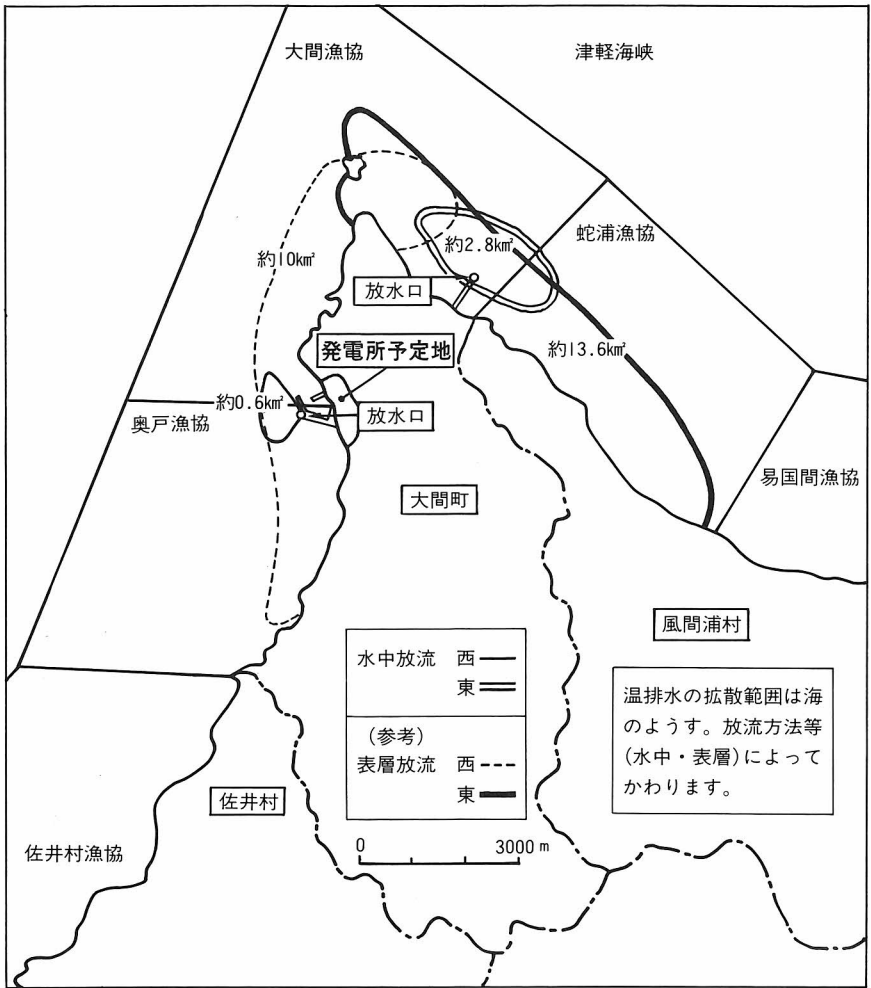 大間漁協
津軽海峡
蛇浦漁協
約2.8km²
約10km²
放水口
約13.6km²
発電所予定地
約0.6km²
放水口
奥戸漁協
大間町
易国間漁協
風間浦村
水中放流 西
東
(参考)
表層放流 西
東
温排水の拡散範囲は海
のようす。放流方法等
(水中・表層)によって
かわります。
佐井村
佐井村漁協
0 3000m